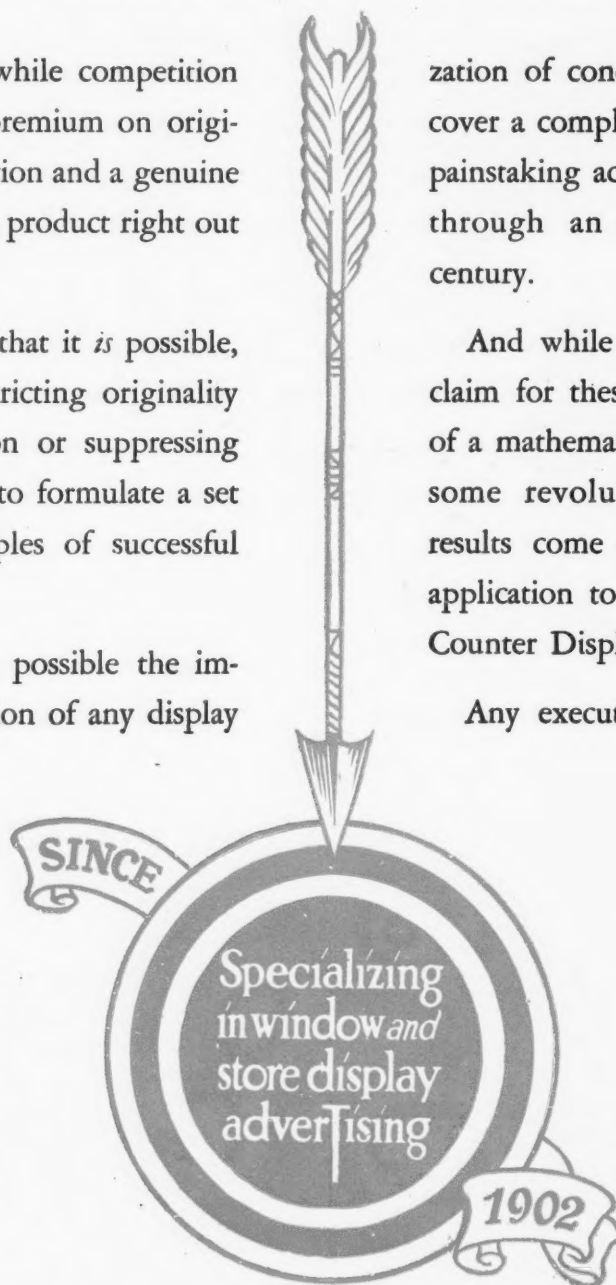 while competition
premium on origi-
tion and a genuine
product right out
that it is possible,
ricting originality
on or suppressing
to formulate a set
ples of successful
possible the im-
on of any display
zation of con
cover a compl
painstaking ac
through an
century.
And while
claim for thes
of a mathema
some revolu
results come
application to
Counter Displ
Any execut
SINCE
Specializing
in window and
store display
advertising
1902